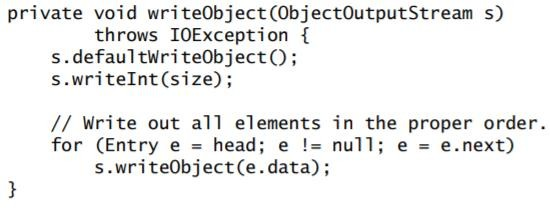 private void writeObject(ObjectOutputStream s)
        throws IOException {
    s.defaultWriteObject();
    s.writeInt(size);

    // Write out all elements in the proper order.
    for (Entry e = head; e != null; e = e.next)
        s.writeObject(e.data);
}